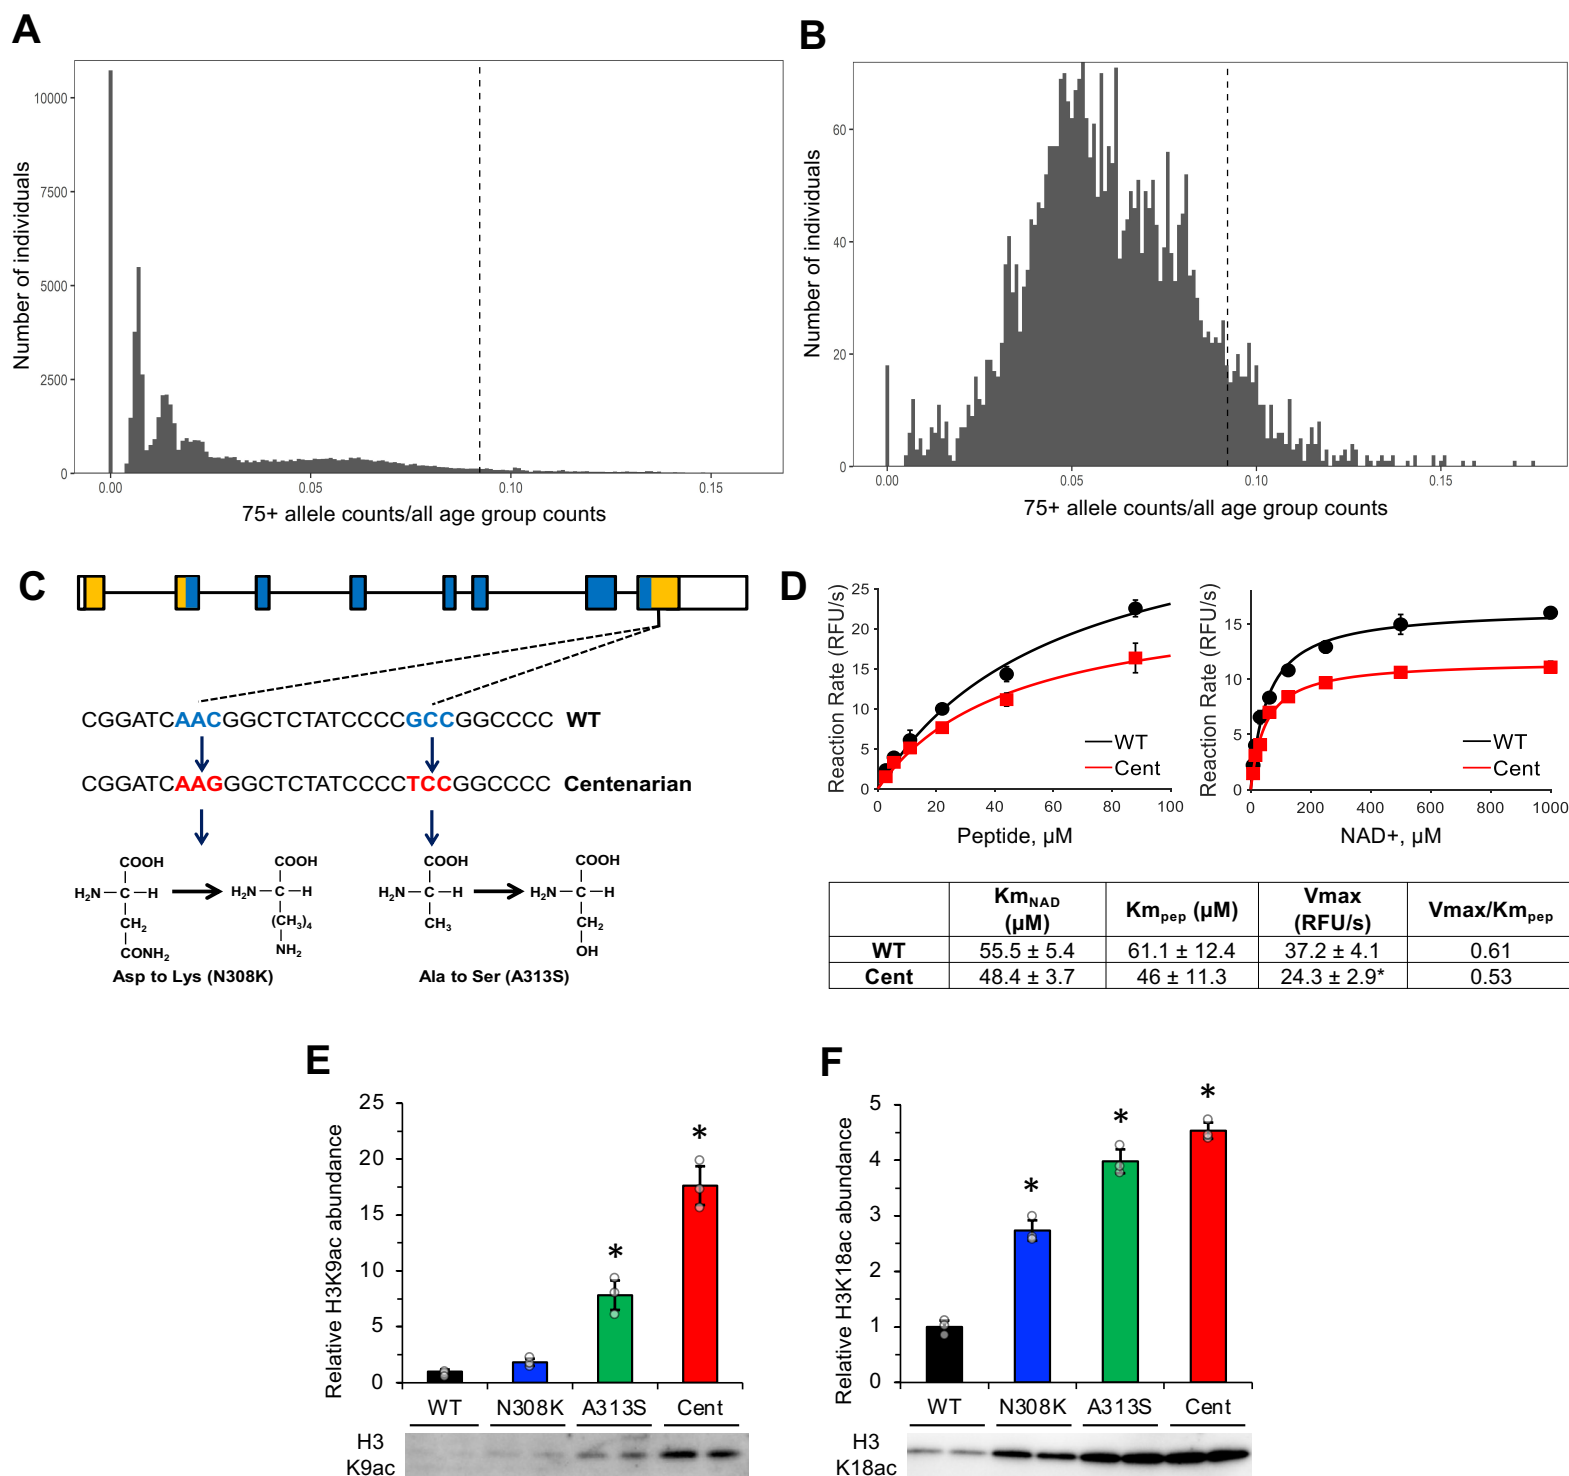 A
Number of individuals
10000
7500
5000
2500
0
0.00 0.05 0.10 0.15
75+ allele counts/all age group counts
B
Number of individuals
60
40
20
0
0.00 0.05 0.10 0.15
75+ allele counts/all age group counts
C
CGGATCAACGGCTCTATCCCCGCCGGCCCC WT
CGGATCAAGGGCTCTATCCCCTCCGGCCCC Centenarian
COOH
H₂N–C–H
CH₂
CONH₂
COOH
H₂N–C–H
(CH₃)₄
NH₂
Asp to Lys (N308K)
COOH
H₂N–C–H
CH₃
COOH
H₂N–C–H
CH₂
OH
Ala to Ser (A313S)
D
Reaction Rate (RFU/s)
25
20
15
10
5
0
0 20 40 60 80 100
Peptide, µM
WT
Cent
Reaction Rate (RFU/s)
15
10
5
0
0 200 400 600 800 1000
NAD+, µM
WT
Cent
Km_NAD (µM) Km_pep (µM) Vmax (RFU/s) Vmax/Km_pep
WT 55.5 ± 5.4 61.1 ± 12.4 37.2 ± 4.1 0.61
Cent 48.4 ± 3.7 46 ± 11.3 24.3 ± 2.9* 0.53
E
Relative H3K9ac abundance
25
20
15
10
5
0
* *
WT N308K A313S Cent
H3
K9ac
F
Relative H3K18ac abundance
5
4
3
2
1
0
* * *
WT N308K A313S Cent
H3
K18ac